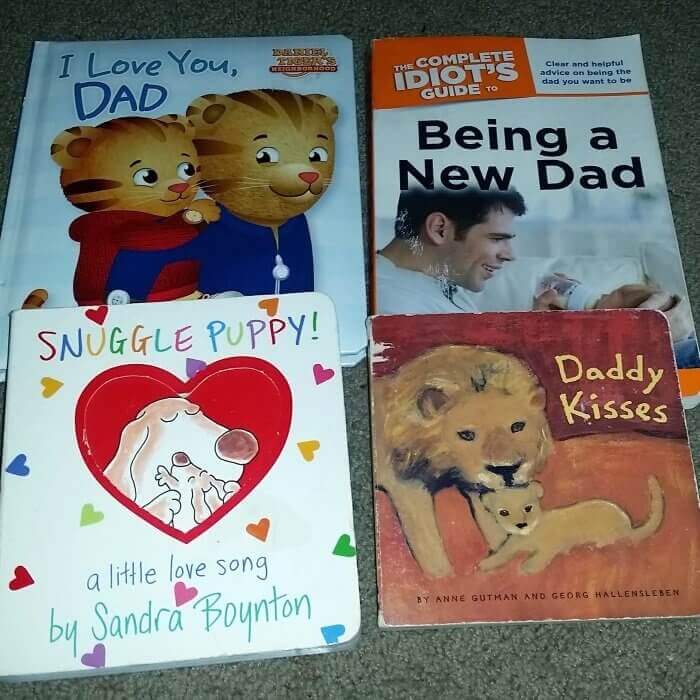 I Love You,
DAD
DANIEL
TIGER'S
NEIGHBORHOOD
THE COMPLETE
IDIOT'S
GUIDE TO
Clear and helpful
advice on being the
dad you want to be
Being a
New Dad
SNUGGLE PUPPY!
a little love song
by Sandra Boynton
Daddy
Kisses
BY ANNE GUTMAN AND GEORG HALLENSLEBEN